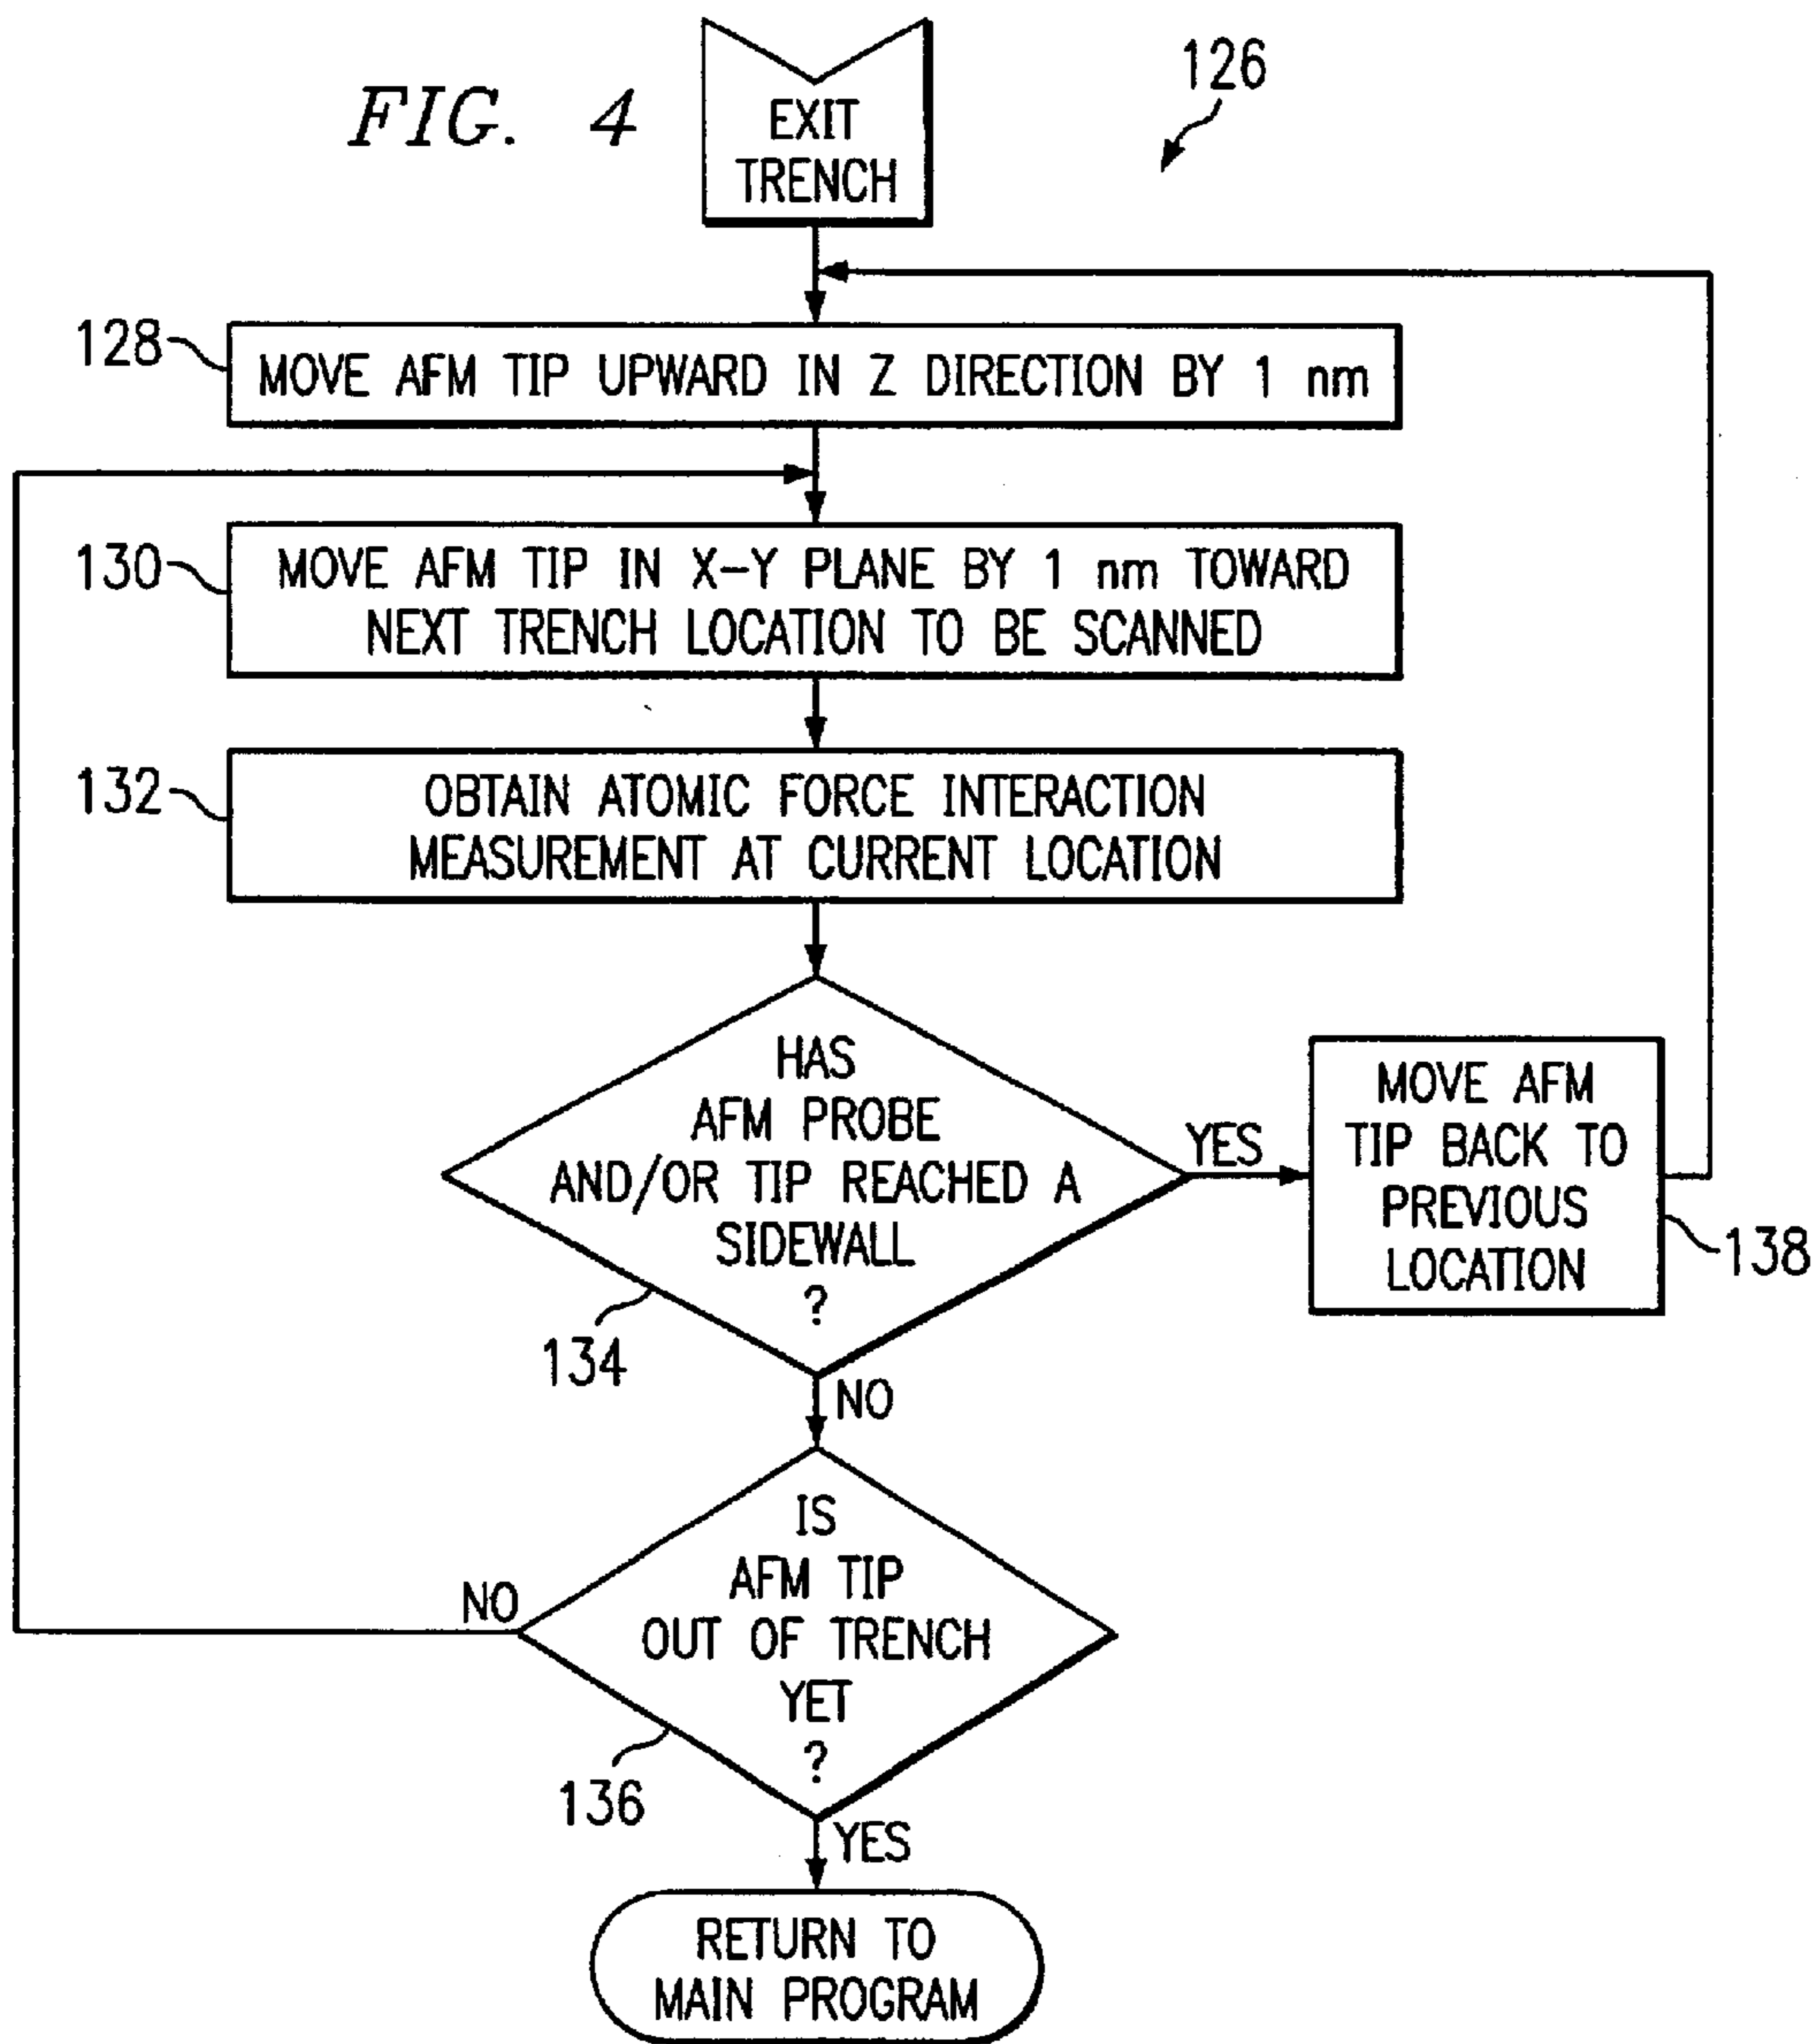 FIG. 4
EXIT
TRENCH
126
128
MOVE AFM TIP UPWARD IN Z DIRECTION BY 1 nm
130
MOVE AFM TIP IN X-Y PLANE BY 1 nm TOWARD
NEXT TRENCH LOCATION TO BE SCANNED
132
OBTAIN ATOMIC FORCE INTERACTION
MEASUREMENT AT CURRENT LOCATION
HAS
AFM PROBE
AND/OR TIP REACHED A
SIDEWALL
?
134
YES
MOVE AFM
TIP BACK TO
PREVIOUS
LOCATION
138
NO
IS
AFM TIP
OUT OF TRENCH
YET
?
136
NO
YES
RETURN TO
MAIN PROGRAM